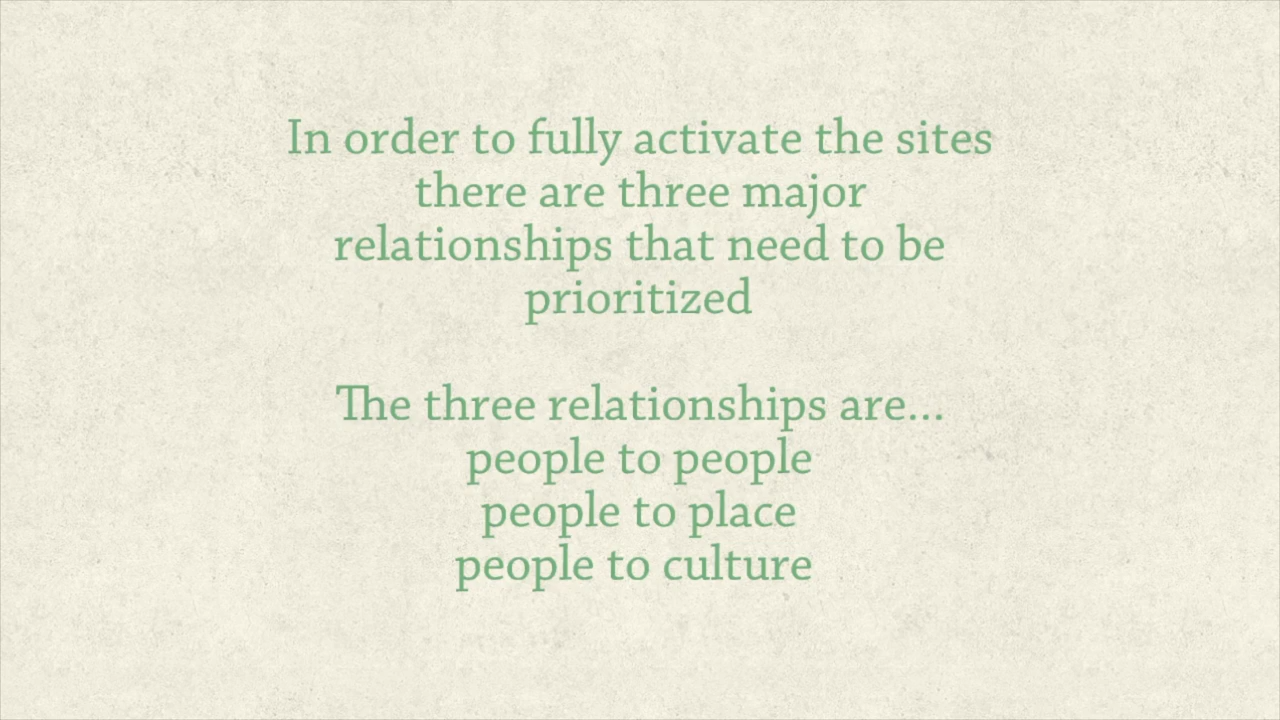 In order to fully activate the sites
there are three major
relationships that need to be
prioritized
The three relationships are...
people to people
people to place
people to culture